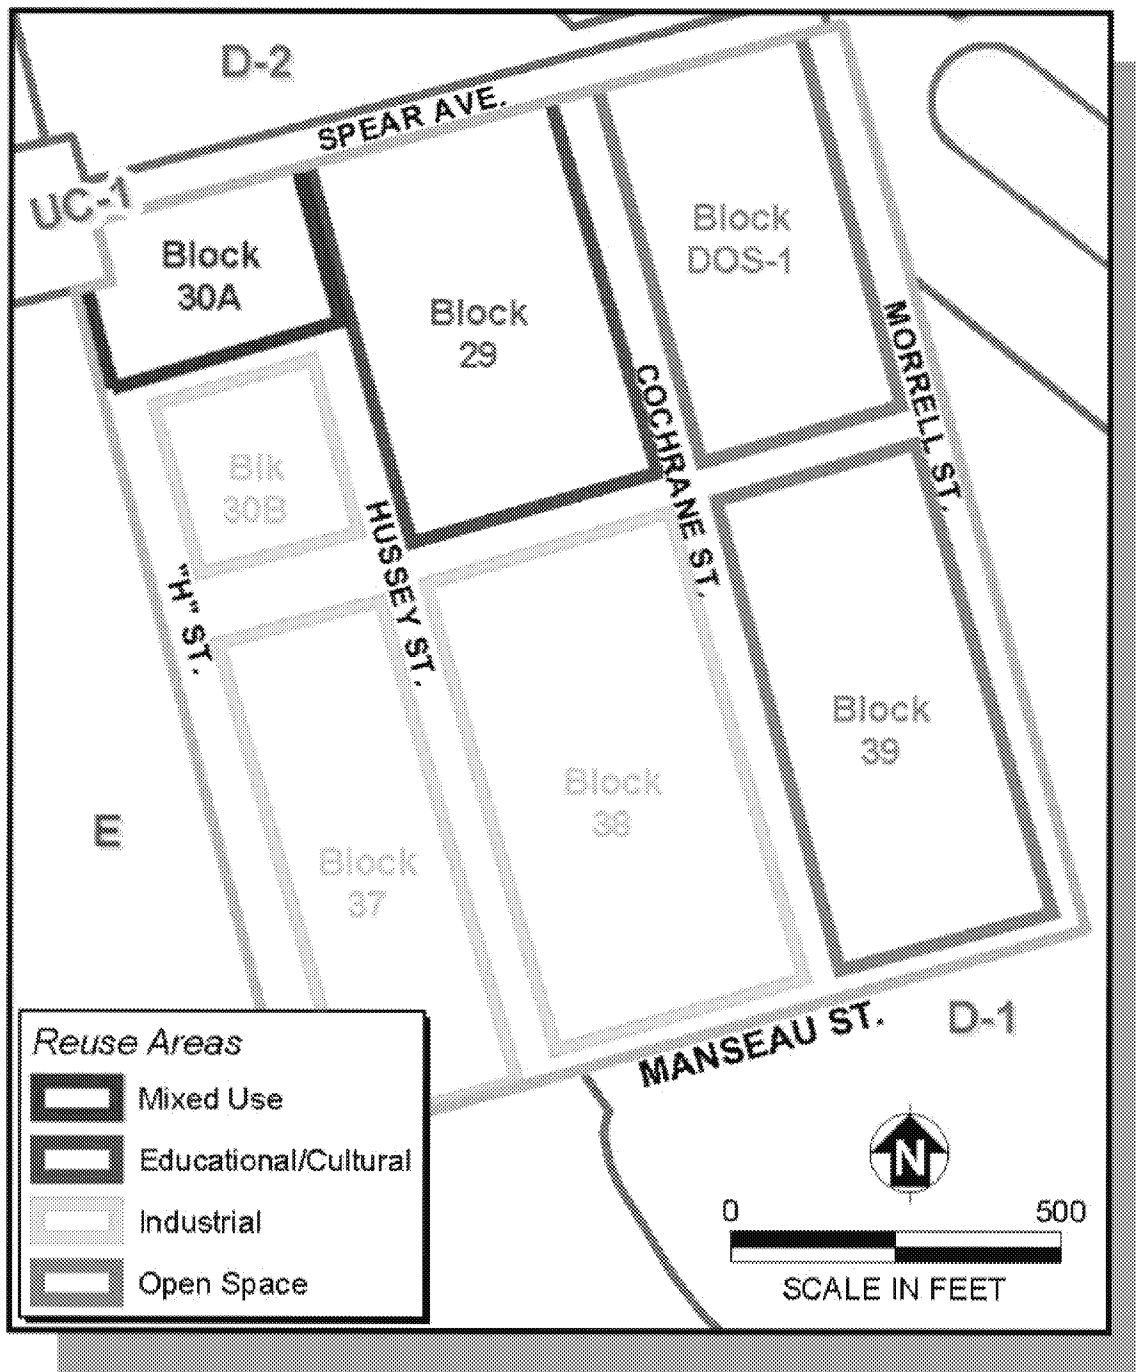 D-2
SPEAR AVE.
UC-1
Block
30A
Block
29
Block
DOS-1
MORRELL ST.
COCHRANE ST.
Blk
30B
HUSSEY ST.
"H" ST.
Block
39
Block
38
E
Block
37
D-1
MANSEAU ST.
Reuse Areas
Mixed Use
Educational/Cultural
Industrial
Open Space
N
0 500
SCALE IN FEET